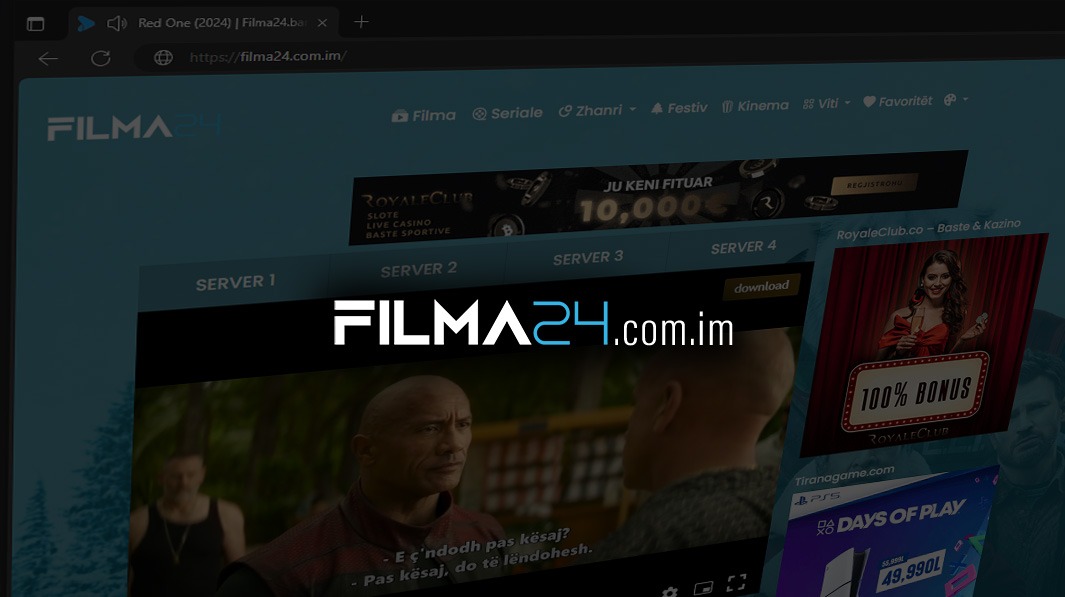 Red One (2024) | Filma24.ba
https://filma24.com.im/
FILMA24
Filma
Seriale
Zhanri
Festiv
Kinema
Viti
Favoritët
ROYALECLUB
SLOTE
LIVE CASINO
BASTE SPORTIVE
JU KENI FITUAR
10,000€
REGJISTROHU
SERVER 1
SERVER 2
SERVER 3
SERVER 4
RoyaleClub.co – Baste & Kazino
download
FILMA24.com.im
100% BONUS
ROYALECLUB
- E ç'ndodh pas kësaj?
- Pas kësaj, do të lëndohesh.
Tiranagame.com
PS5
DAYS OF PLAY
49,990L